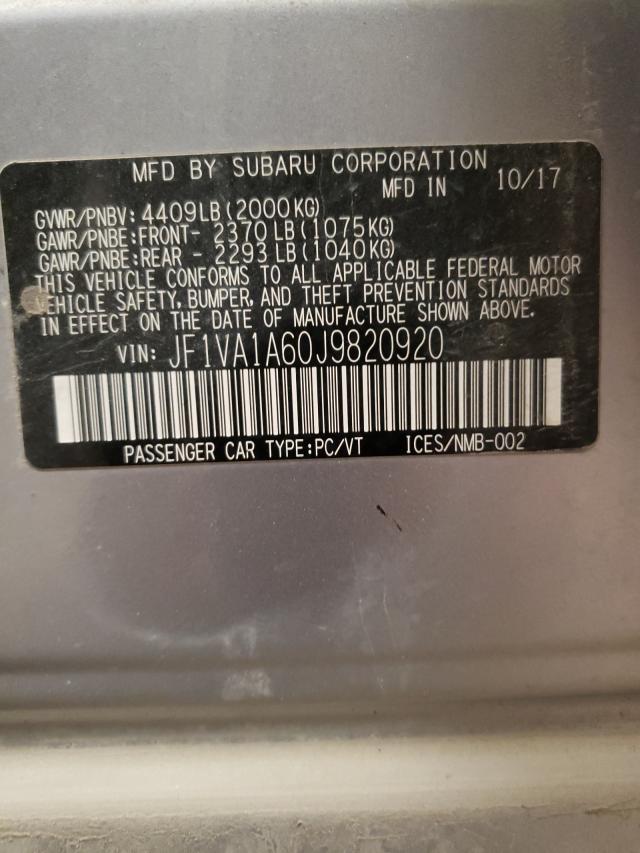 MFD BY SUBARU CORPORATION
MFD IN 10/17
GVWR/PNBV: 4409LB(2000KG)
GAWR/PNBE:FRONT- 2370 LB(1075KG)
GAWR/PNBE:REAR - 2293 LB(1040KG)
THIS VEHICLE CONFORMS TO ALL APPLICABLE FEDERAL MOTOR
VEHICLE SAFETY, BUMPER, AND THEFT PREVENTION STANDARDS
IN EFFECT ON THE DATE OF MANUFACTURE SHOWN ABOVE.
VIN: JF1VA1A60J9820920
PASSENGER CAR TYPE:PC/VT ICES/NMB-002